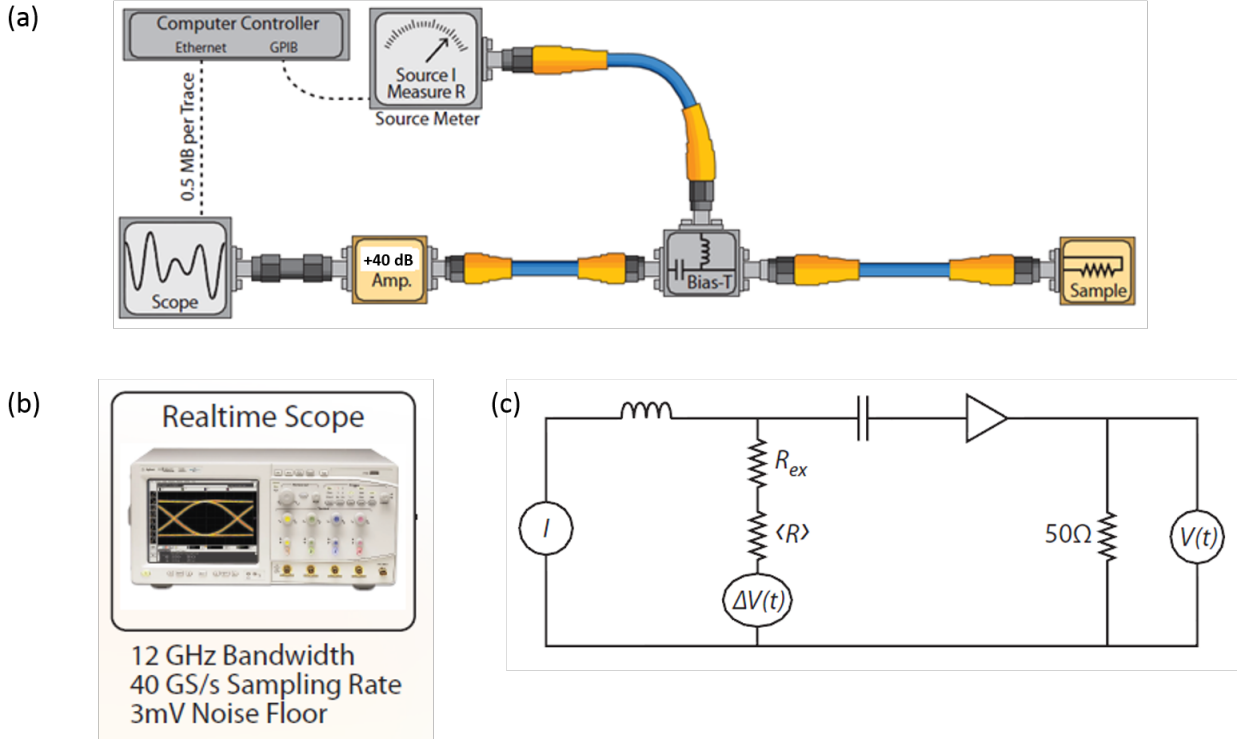 (a)
Computer Controller
Ethernet GPIB
Source I
Measure R
Source Meter
0.5 MB per Trace
Scope
+40 dB
Amp.
Bias-T
Sample
(b)
Realtime Scope
12 GHz Bandwidth
40 GS/s Sampling Rate
3mV Noise Floor
(c)
I
R_ex
⟨R⟩
ΔV(t)
50Ω
V(t)